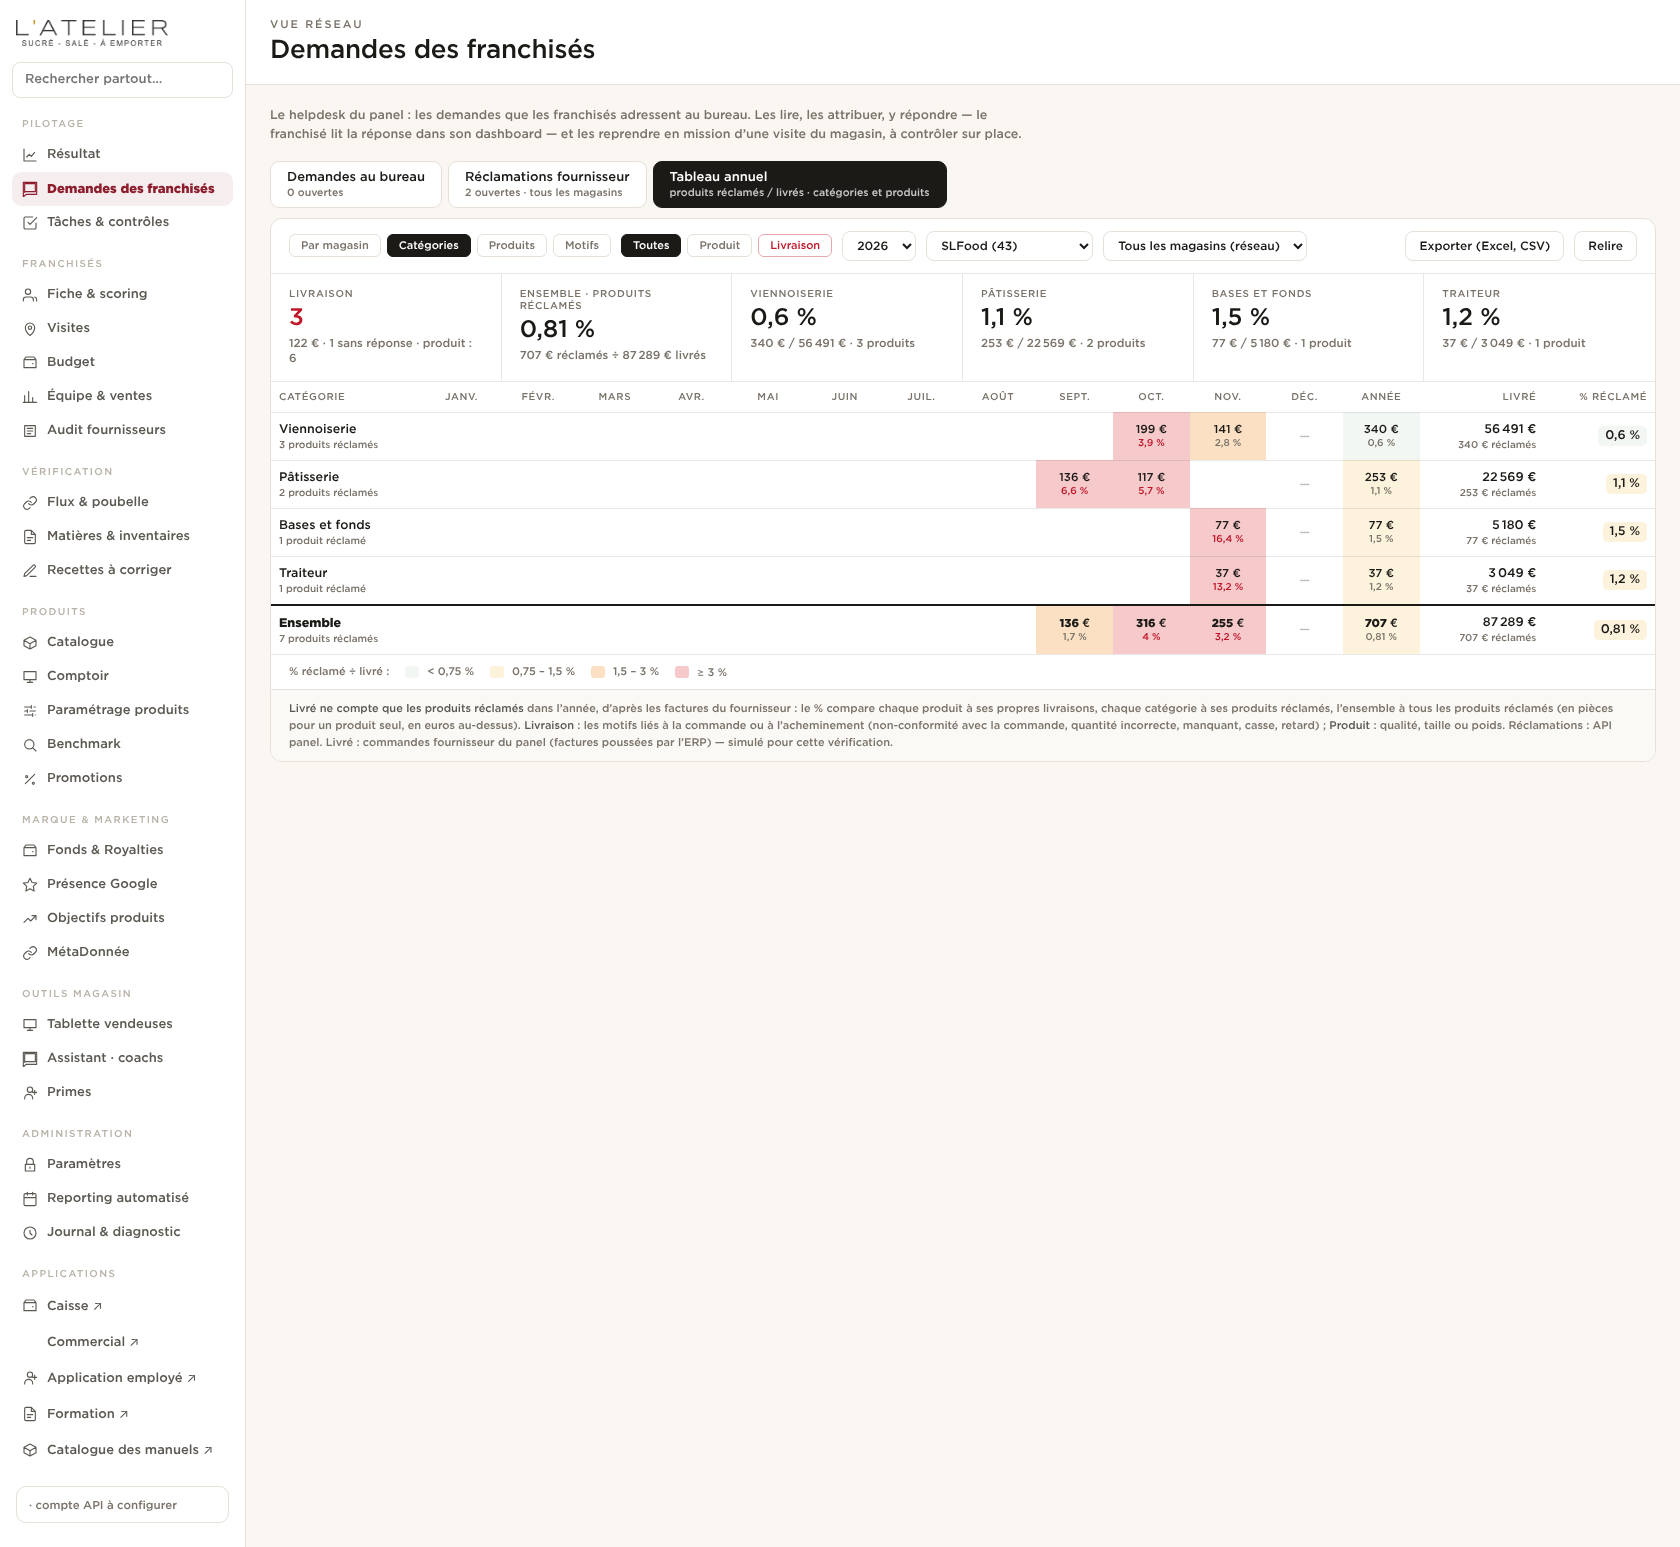 L'ATELIER
SUCRÉ - SALÉ - À EMPORTER
Rechercher partout...
PILOTAGE
Résultat
Demandes des franchisés
Tâches & contrôles
FRANCHISÉS
Fiche & scoring
Visites
Budget
Équipe & ventes
Audit fournisseurs
VÉRIFICATION
Flux & poubelle
Matières & inventaires
Recettes à corriger
PRODUITS
Catalogue
Comptoir
Paramétrage produits
Benchmark
Promotions
MARQUE & MARKETING
Fonds & Royalties
Présence Google
Objectifs produits
MétaDonnée
OUTILS MAGASIN
Tablette vendeuses
Assistant · coachs
Primes
ADMINISTRATION
Paramètres
Reporting automatisé
Journal & diagnostic
APPLICATIONS
Caisse ↗
Commercial ↗
Application employé ↗
Formation ↗
Catalogue des manuels ↗
· compte API à configurer
VUE RÉSEAU
Demandes des franchisés
Le helpdesk du panel : les demandes que les franchisés adressent au bureau. Les lire, les attribuer, y répondre — le
franchisé lit la réponse dans son dashboard — et les reprendre en mission d'une visite du magasin, à contrôler sur place.
Demandes au bureau
0 ouvertes
Réclamations fournisseur
2 ouvertes · tous les magasins
Tableau annuel
produits réclamés / livrés · catégories et produits
Par magasin Catégories Produits Motifs Toutes Produit Livraison 2026 SLFood (43) Tous les magasins (réseau) Exporter (Excel, CSV) Relire
LIVRAISON
3
122 € · 1 sans réponse · produit :
6
ENSEMBLE · PRODUITS
RÉCLAMÉS
0,81 %
707 € réclamés ÷ 87 289 € livrés
VIENNOISERIE
0,6 %
340 € / 56 491 € · 3 produits
PÂTISSERIE
1,1 %
253 € / 22 569 € · 2 produits
BASES ET FONDS
1,5 %
77 € / 5 180 € · 1 produit
TRAITEUR
1,2 %
37 € / 3 049 € · 1 produit
CATÉGORIE JANV. FÉVR. MARS AVR. MAI JUIN JUIL. AOÛT SEPT. OCT. NOV. DÉC. ANNÉE LIVRÉ % RÉCLAMÉ
Viennoiserie 199 € 141 € — 340 € 56 491 € 0,6 %
3 produits réclamés 3,9 % 2,8 % 0,6 % 340 € réclamés
Pâtisserie 136 € 117 € — 253 € 22 569 € 1,1 %
2 produits réclamés 6,6 % 5,7 % 1,1 % 253 € réclamés
Bases et fonds 77 € — 77 € 5 180 € 1,5 %
1 produit réclamé 16,4 % 1,5 % 77 € réclamés
Traiteur 37 € — 37 € 3 049 € 1,2 %
1 produit réclamé 13,2 % 1,2 % 37 € réclamés
Ensemble 136 € 316 € 255 € — 707 € 87 289 € 0,81 %
7 produits réclamés 1,7 % 4 % 3,2 % 0,81 % 707 € réclamés
% réclamé ÷ livré : < 0,75 % 0,75 – 1,5 % 1,5 – 3 % ≥ 3 %
Livré ne compte que les produits réclamés dans l'année, d'après les factures du fournisseur : le % compare chaque produit à ses propres livraisons, chaque catégorie à ses produits réclamés, l'ensemble à tous les produits réclamés (en pièces
pour un produit seul, en euros au-dessus). Livraison : les motifs liés à la commande ou à l'acheminement (non-conformité avec la commande, quantité incorrecte, manquant, casse, retard) ; Produit : qualité, taille ou poids. Réclamations : API
panel. Livré : commandes fournisseur du panel (factures poussées par l'ERP) — simulé pour cette vérification.